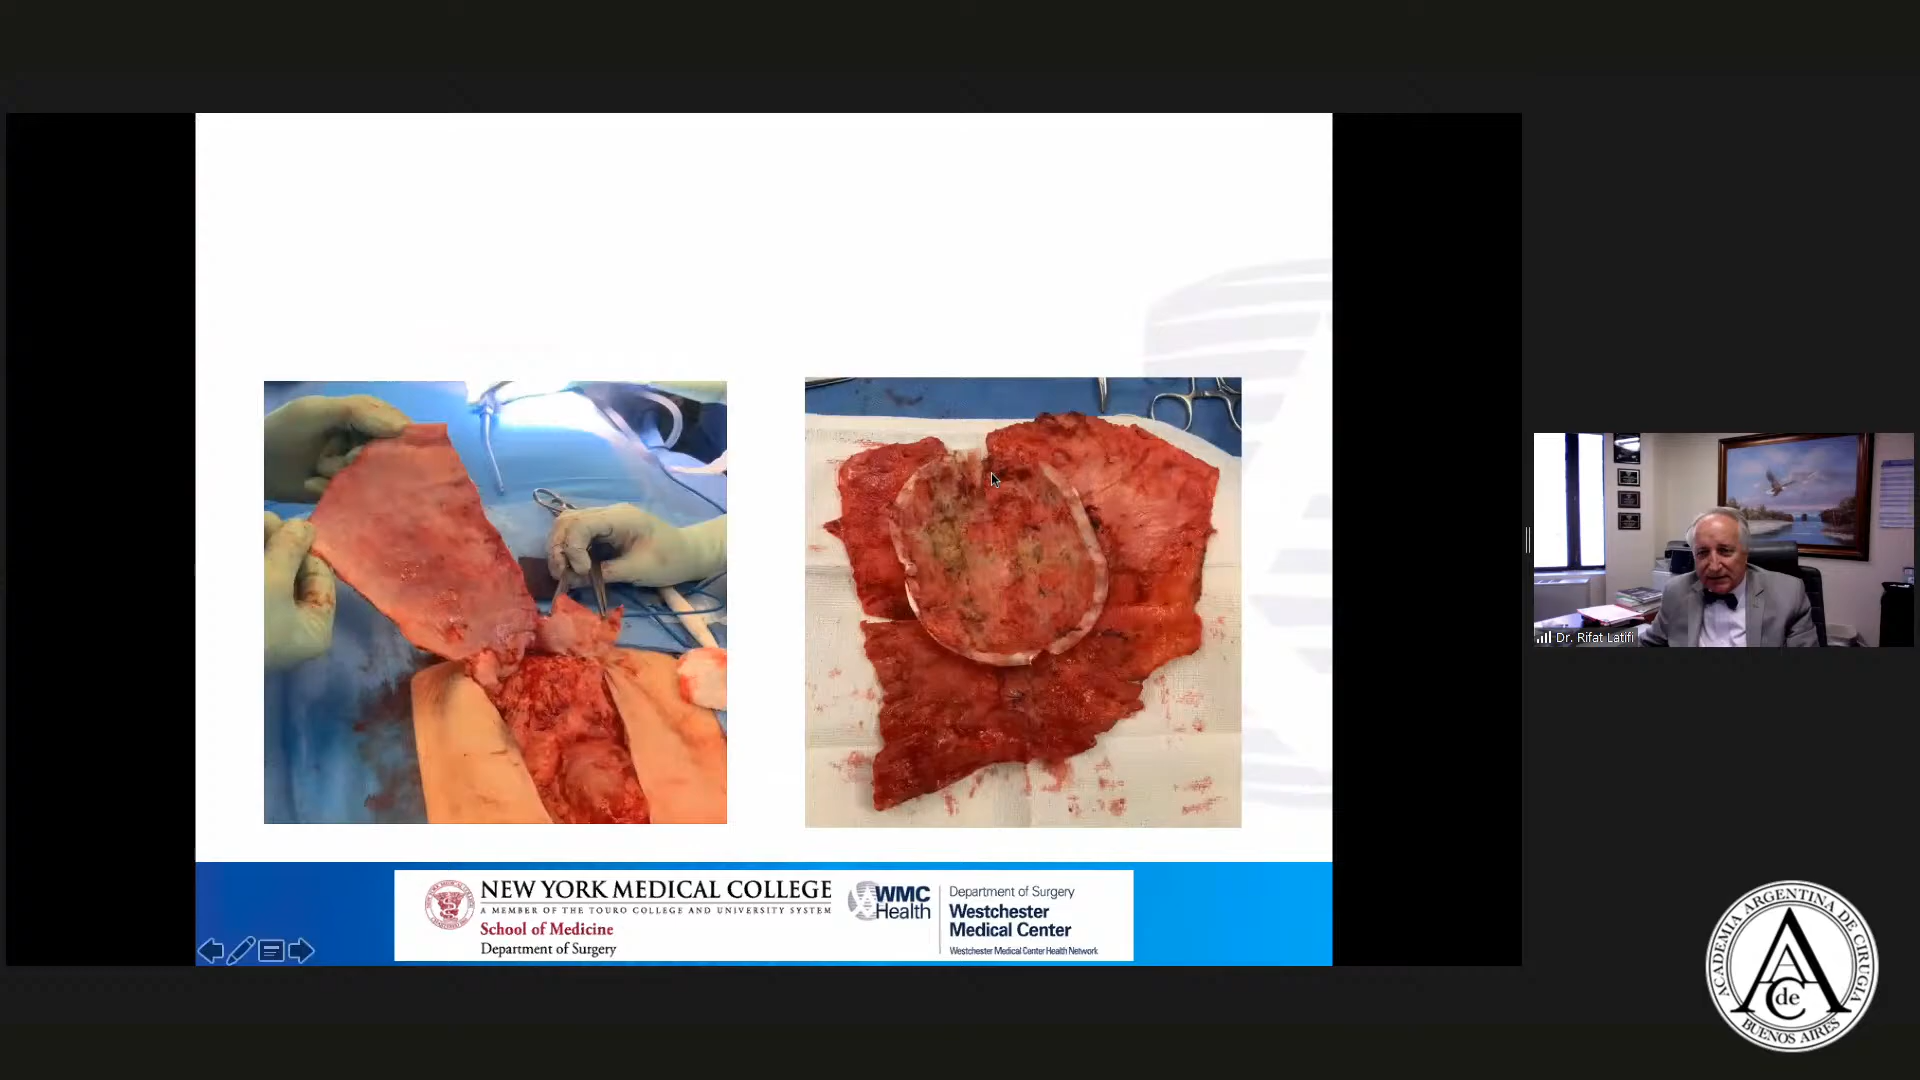 NEW YORK MEDICAL COLLEGE
A MEMBER OF THE TOURO COLLEGE AND UNIVERSITY SYSTEM
School of Medicine
Department of Surgery
WMC
Health
Department of Surgery
Westchester
Medical Center
Westchester Medical Center Health Network
Dr. Rifat Latifi
ACADEMIA ARGENTINA DE CIRUGIA
A A C
de
BUENOS AIRES